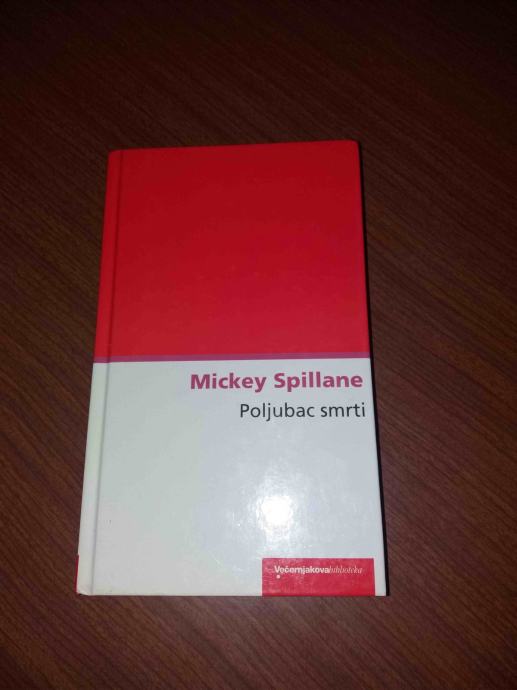 Mickey Spillane
Poljubac smrti
Večernjakova biblioteka